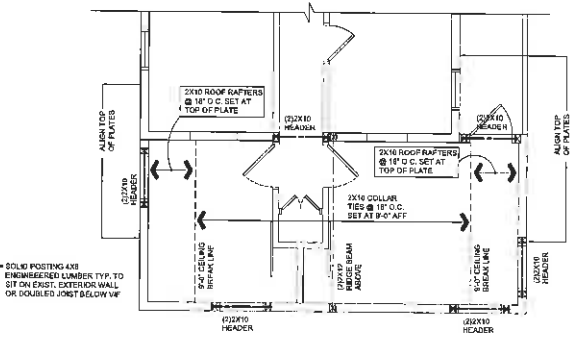 2X10 ROOF RAFTERS
@ 16" O.C. SET AT
TOP OF PLATE
(2)2X10
HEADER
(2)2X10
HEADER
ALIGN TOP
OF PLATES
ALIGN TOP
OF PLATES
2X10 ROOF RAFTERS
@ 16" O.C. SET AT
TOP OF PLATE
(2)2X10
HEADER
2X10 COLLAR
TIES @ 16" O.C.
SET AT 9'-0" AFF
= SOLID POSTING 4X6
ENGINEERED LUMBER TYP. TO
SIT ON EXIST. EXTERIOR WALL
OR DOUBLED JOIST BELOW
CEILING
BREAK LINE
(2)2X12
RIDGE BEAM
ABOVE
9'-0" CEILING
BREAK LINE
(2)2X10
HEADER
(2)2X10
HEADER
(2)2X10
HEADER